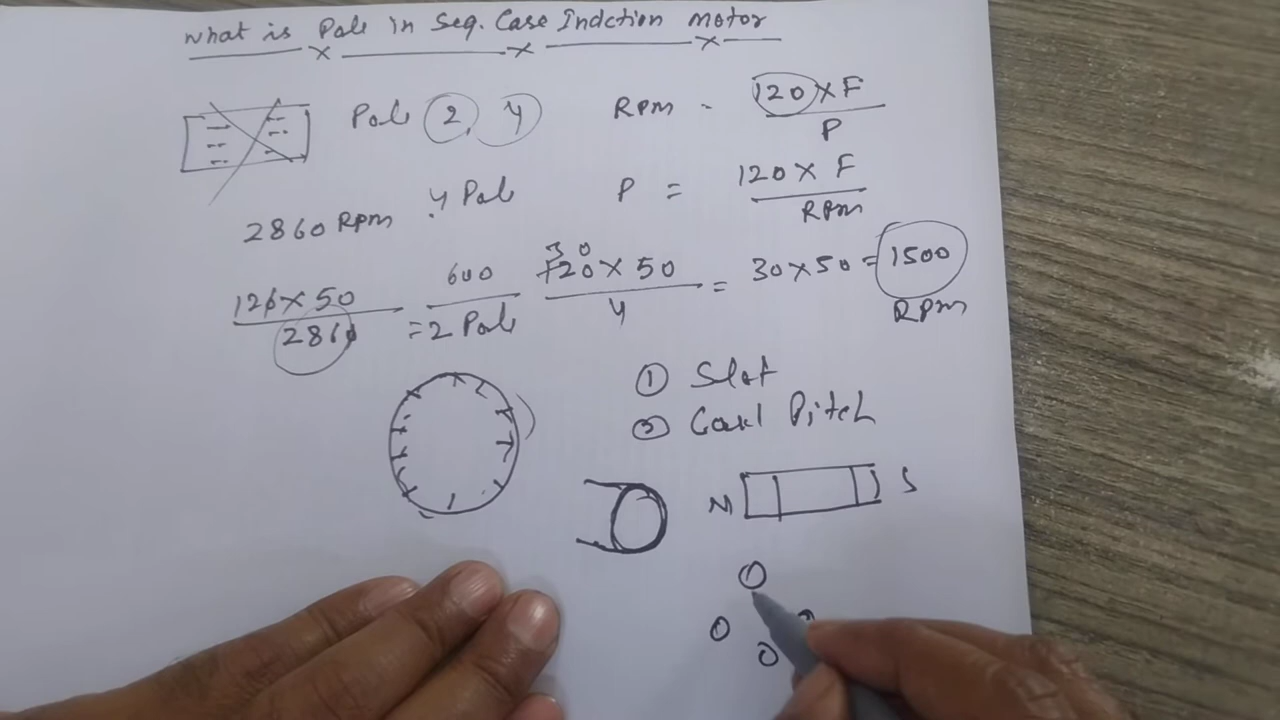 What is Pole in Seq. Case Indction motor
Pole 2, 4
RPM - 120 x F / P
2860 RPM
4 Pole
P = 120 x F / RPM
120 x 50 / 2860 = 600 / 2 Pole
30
120 x 50 / 4 = 30 x 50 = 1500 RPM
① Slot
② Coil Pitch
N S